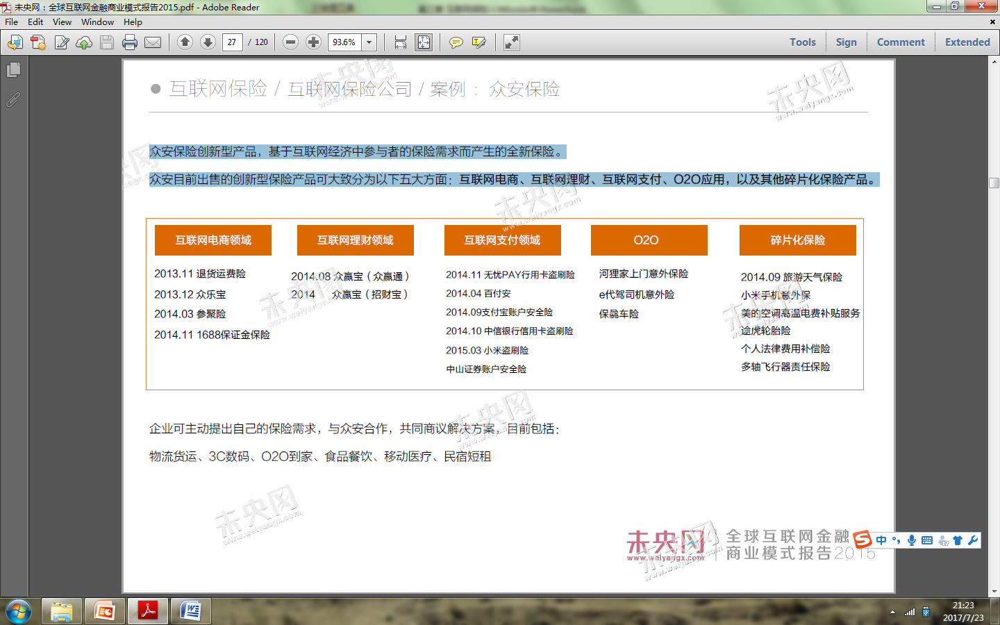 未央网：全球互联网金融商业模式报告2015.pdf - Adobe Reader
File Edit View Window Help
27 / 120 93.6% Tools Sign Comment Extended
互联网保险 / 互联网保险公司 / 案例 ： 众安保险
众安保险创新型产品，基于互联网经济中参与者的保险需求而产生的全新保险。
众安目前出售的创新型保险产品可大致分为以下五大方面：互联网电商、互联网理财、互联网支付、O2O应用，以及其他碎片化保险产品。
互联网电商领域
2013.11 退货运费险
2013.12 众乐宝
2014.03 参聚险
2014.11 1688保证金保险
互联网理财领域
2014.08 众赢宝（众赢通）
2014 众赢宝（招财宝）
互联网支付领域
2014.11 无忧PAY行用卡盗刷险
2014.04 百付安
2014.09支付宝账户安全险
2014.10 中信银行信用卡盗刷险
2015.03 小米盗刷险
中山证券账户安全险
O2O
河狸家上门意外保险
e代驾司机意外险
保骉车险
碎片化保险
2014.09 旅游天气保险
小米手机意外保
美的空调高温电费补贴服务
途虎轮胎险
个人法律费用补偿险
多轴飞行器责任保险
企业可主动提出自己的保险需求，与众安合作，共同商议解决方案，目前包括：
物流货运、3C数码、O2O到家、食品餐饮、移动医疗、民宿短租
未央网
www.weiyangx.com
全球互联网金融
商业模式报告2015
中
21:23
2017/7/23